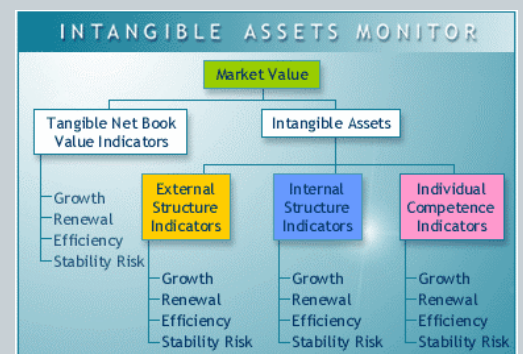 INTANGIBLE ASSETS MONITOR
Market Value
Tangible Net Book
Value Indicators
Intangible Assets
Growth
Renewal
Efficiency
Stability Risk
External
Structure
Indicators
Internal
Structure
Indicators
Individual
Competence
Indicators
Growth
Renewal
Efficiency
Stability Risk
Growth
Renewal
Efficiency
Stability Risk
Growth
Renewal
Efficiency
Stability Risk